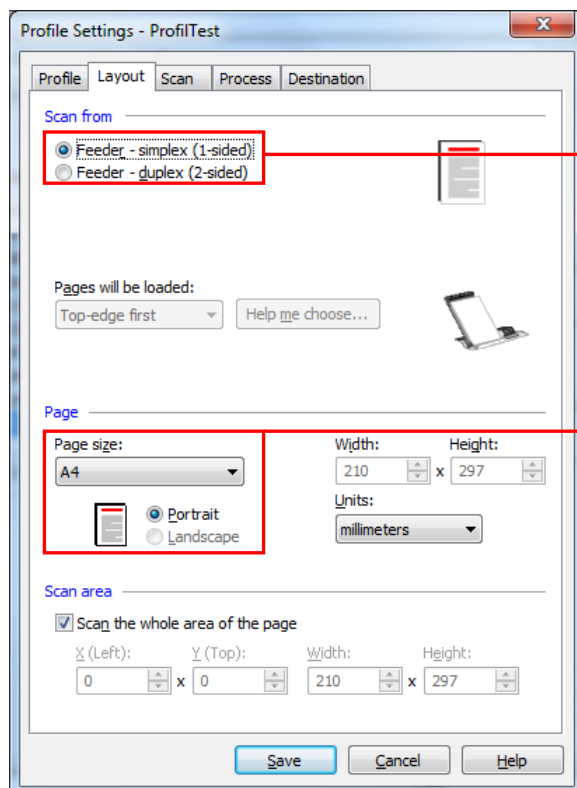 Profile Settings - ProfilTest
Profile Layout Scan Process Destination
Scan from
Feeder - simplex (1-sided)
Feeder - duplex (2-sided)
Pages will be loaded:
Top-edge first Help me choose...
Page
Page size: Width: Height:
A4 210 x 297
Units:
Portrait
millimeters
Landscape
Scan area
Scan the whole area of the page
X (Left): Y (Top): Width: Height:
0 x 0 210 x 297
Save Cancel Help